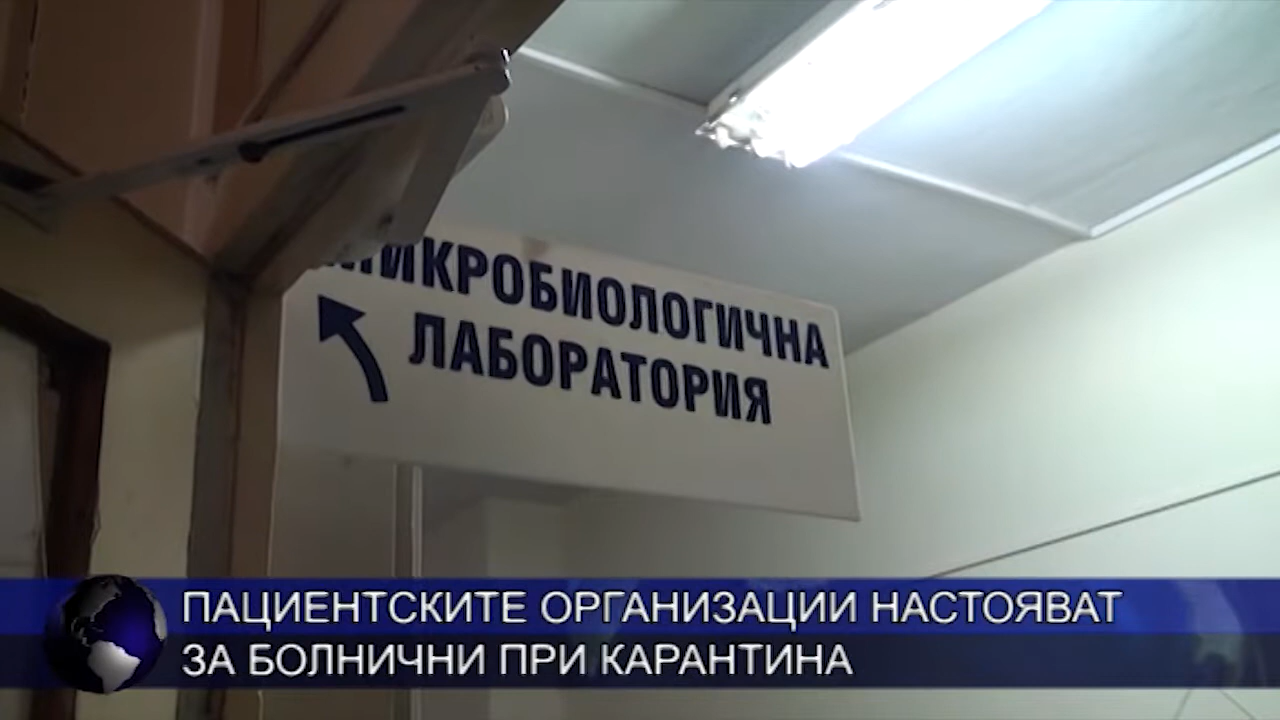 МИКРОБИОЛОГИЧНА
ЛАБОРАТОРИЯ
ПАЦИЕНТСКИТЕ ОРГАНИЗАЦИИ НАСТОЯВАТ
ЗА БОЛНИЧНИ ПРИ КАРАНТИНА